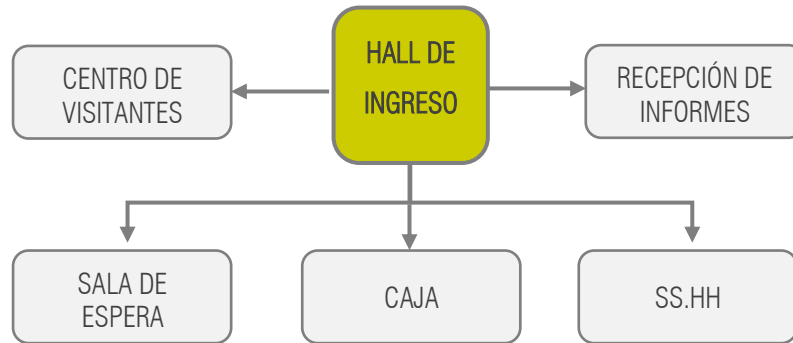 HALL DE
INGRESO
CENTRO DE
VISITANTES
RECEPCIÓN DE
INFORMES
SALA DE
ESPERA
CAJA
SS.HH